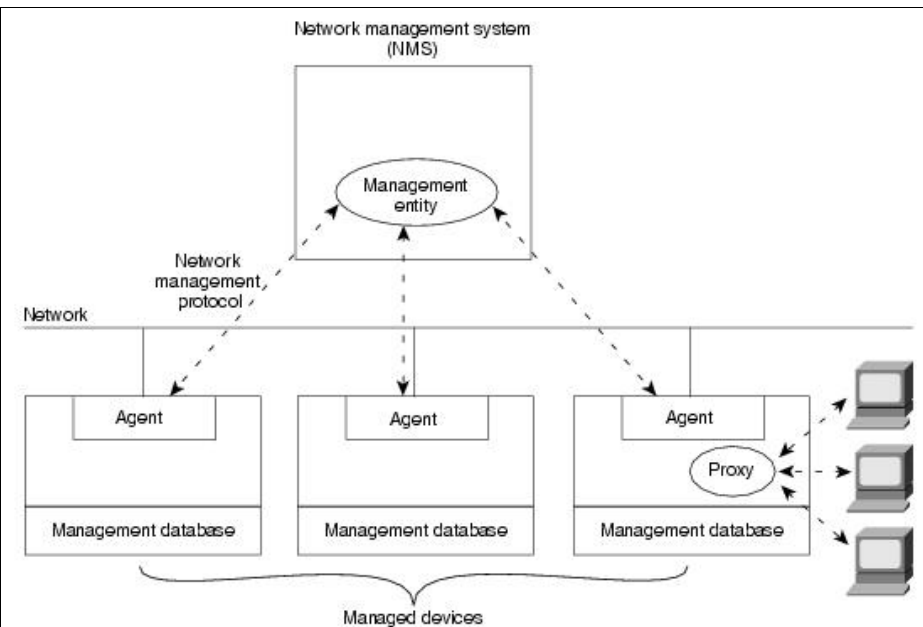 Network management system
(NMS)
Management
entity
Network
management
protocol
Network
Agent
Agent
Agent
Proxy
Management database
Management database
Management database
Managed devices